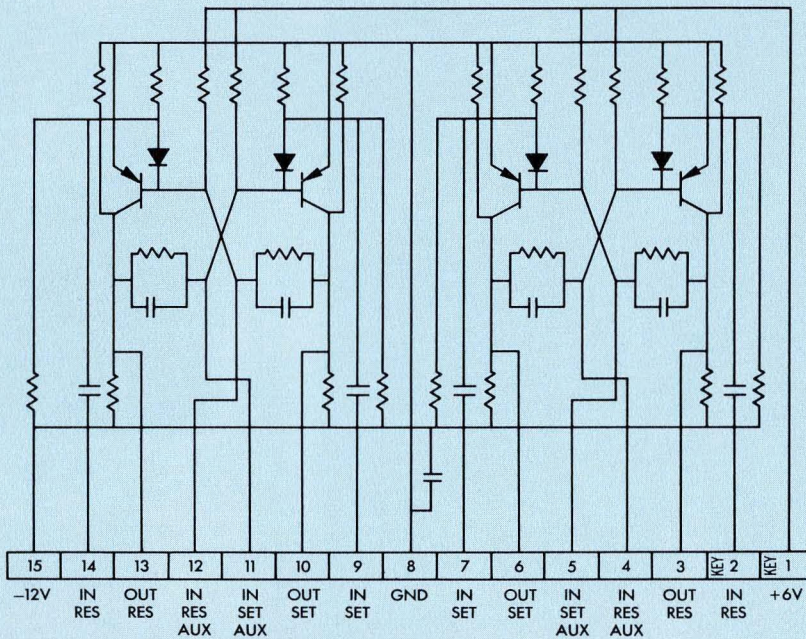 15 14 13 12 11 10 9 8 7 6 5 4 3 KEY 2 KEY 1
-12V IN OUT IN IN OUT IN GND IN OUT IN IN OUT IN +6V
RES RES RES SET SET SET SET SET SET RES RES RES
AUX AUX AUX AUX